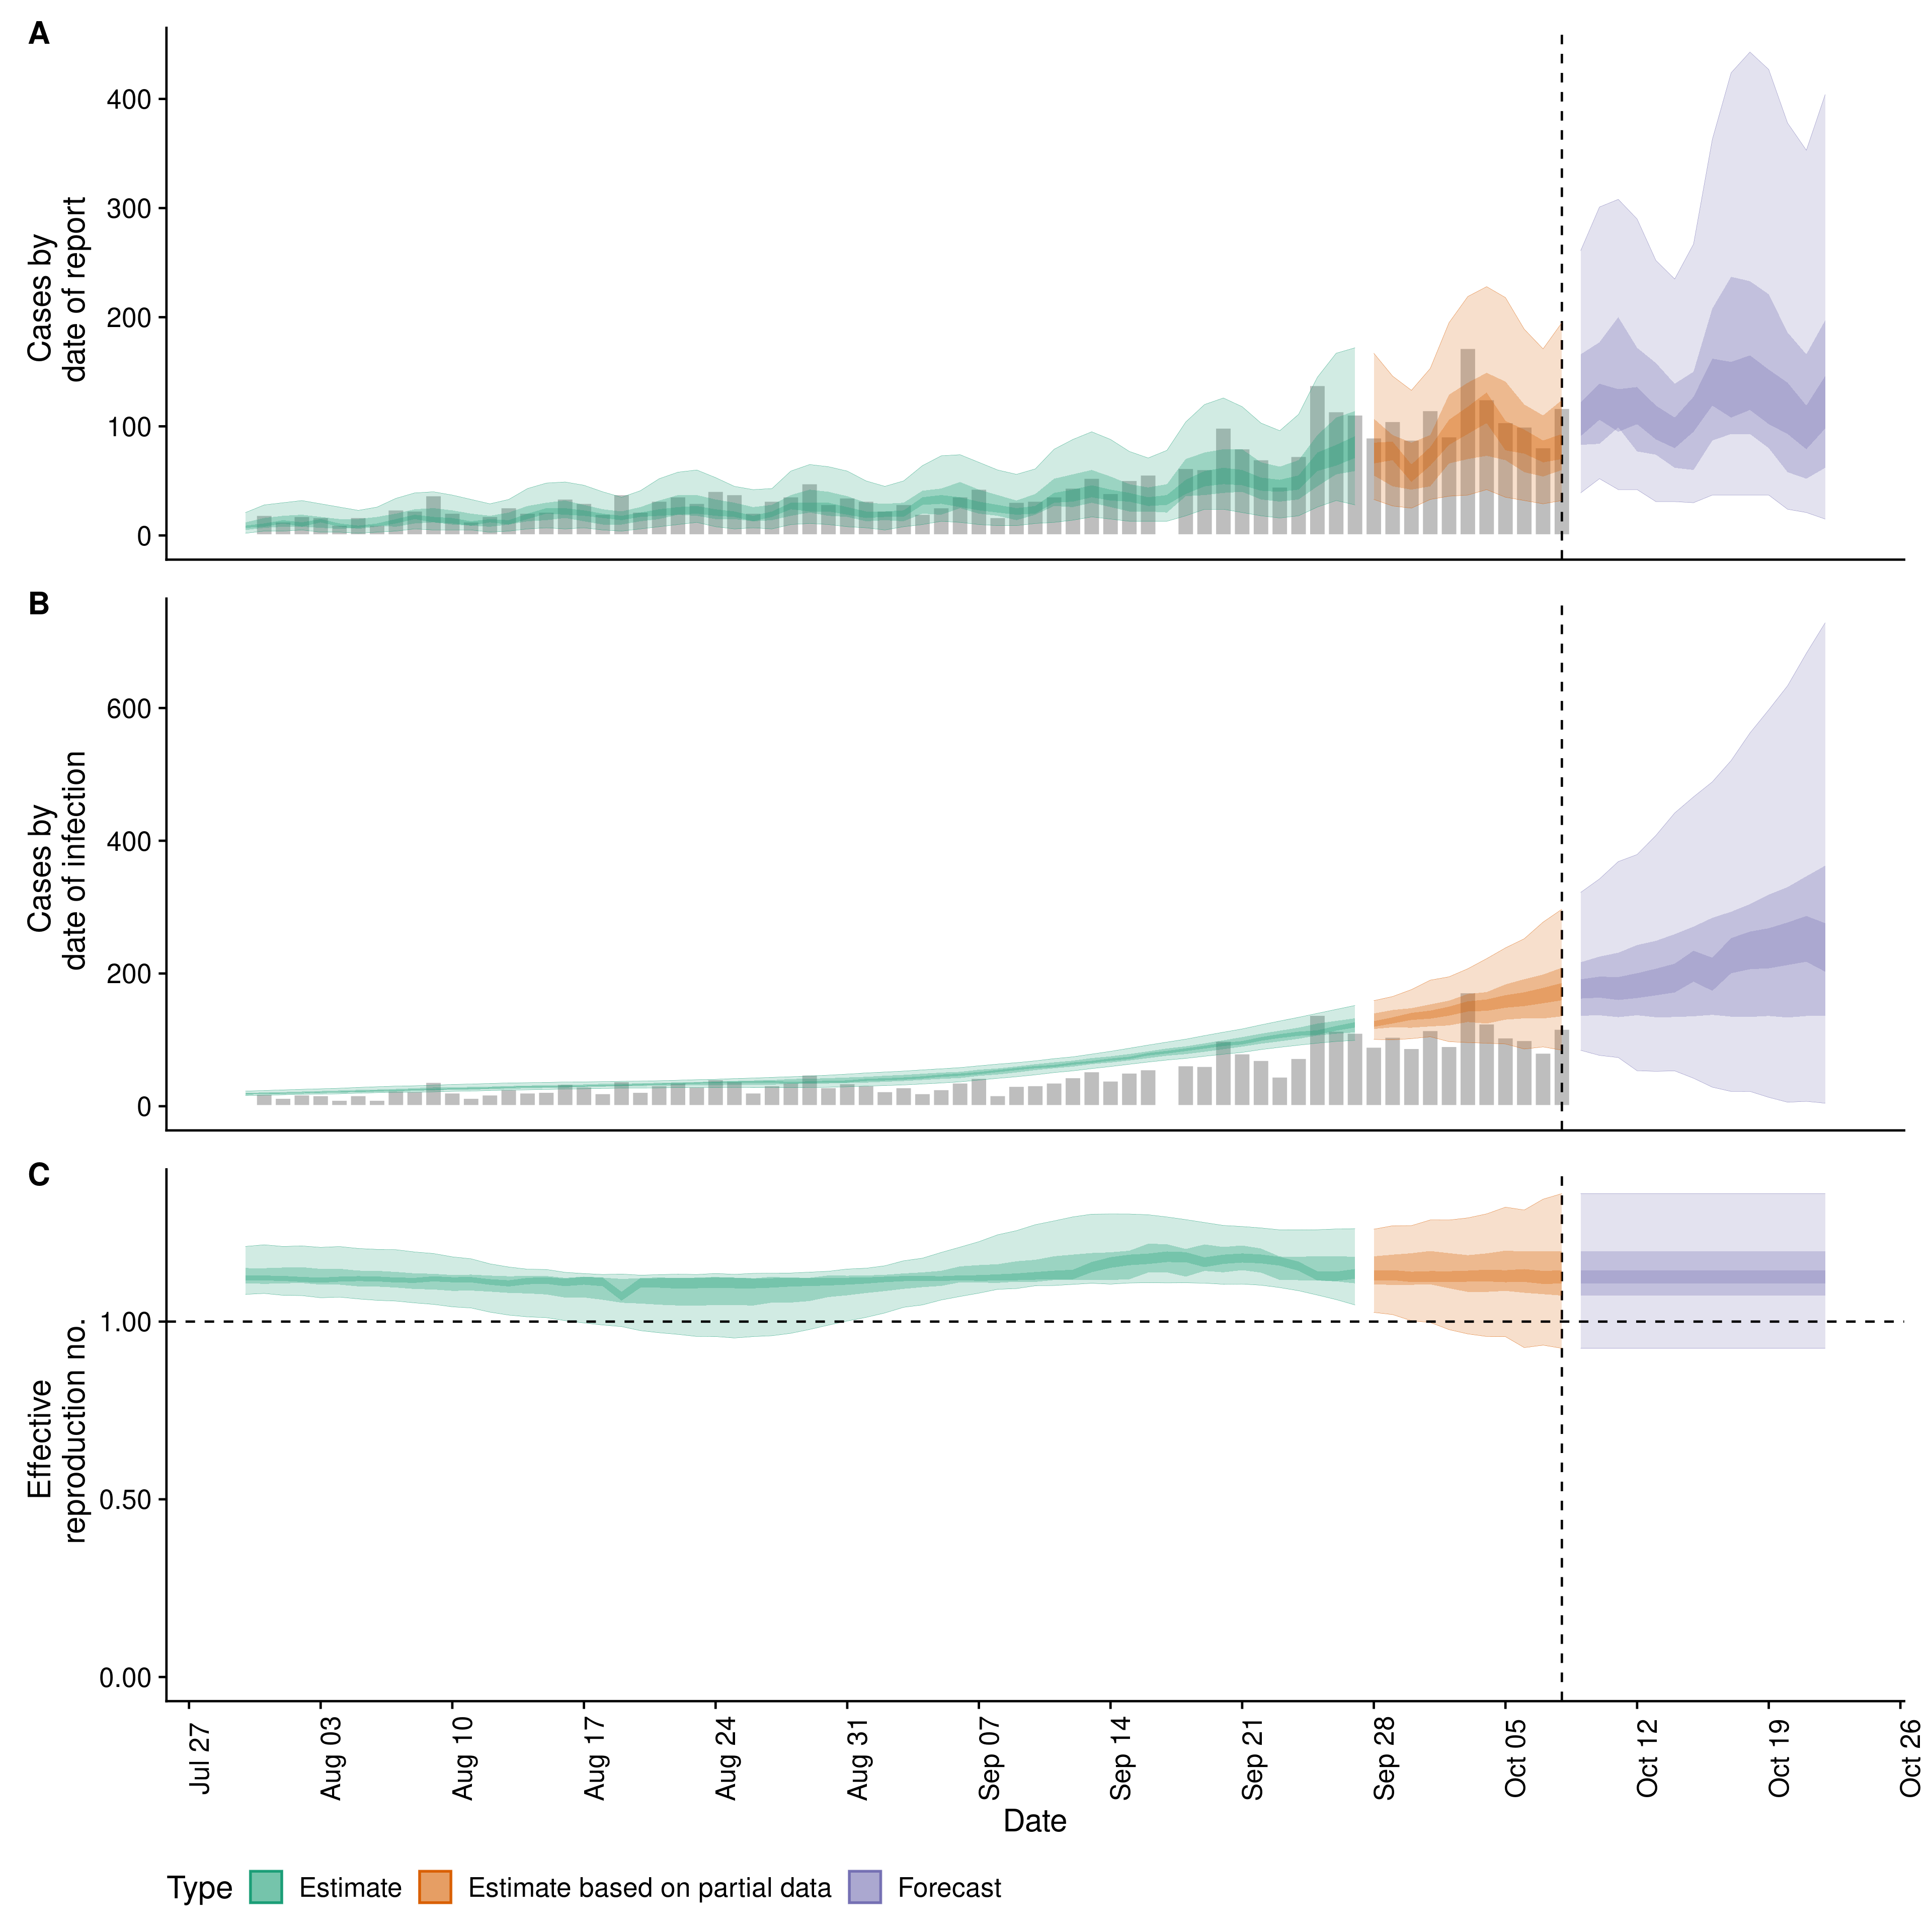 A
400
300
200
100
0
Cases by
date of report
B
600
400
200
0
Cases by
date of infection
C
1.00
0.50
0.00
Effective
reproduction no.
Jul 27
Aug 03
Aug 10
Aug 17
Aug 24
Aug 31
Sep 07
Sep 14
Sep 21
Sep 28
Oct 05
Oct 12
Oct 19
Oct 26
Date
Type Estimate Estimate based on partial data Forecast